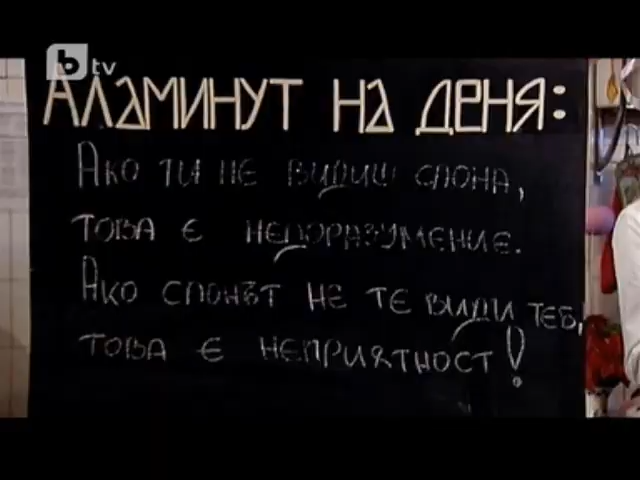 btv
Аламинут на деня:
Ако ти не видиш слона,
това е недоразумение.
Ако слонът не те види теб,
това е неприятност!